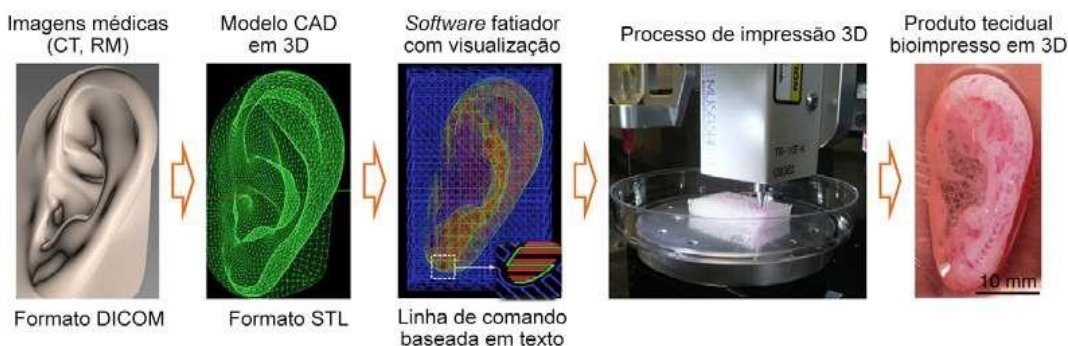 Imagens médicas
(CT, RM)
Modelo CAD
em 3D
Software fatiador
com visualização
Processo de impressão 3D
Produto tecidual
bioimpresso em 3D
10 mm
Formato DICOM
Formato STL
Linha de comando
baseada em texto